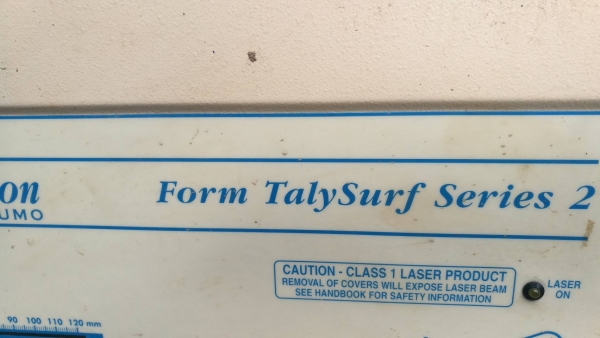 on
UMO
Form TalySurf Series 2
CAUTION - CLASS 1 LASER PRODUCT
REMOVAL OF COVERS WILL EXPOSE LASER BEAM
SEE HANDBOOK FOR SAFETY INFORMATION
LASER
ON
90 100 110 120 mm